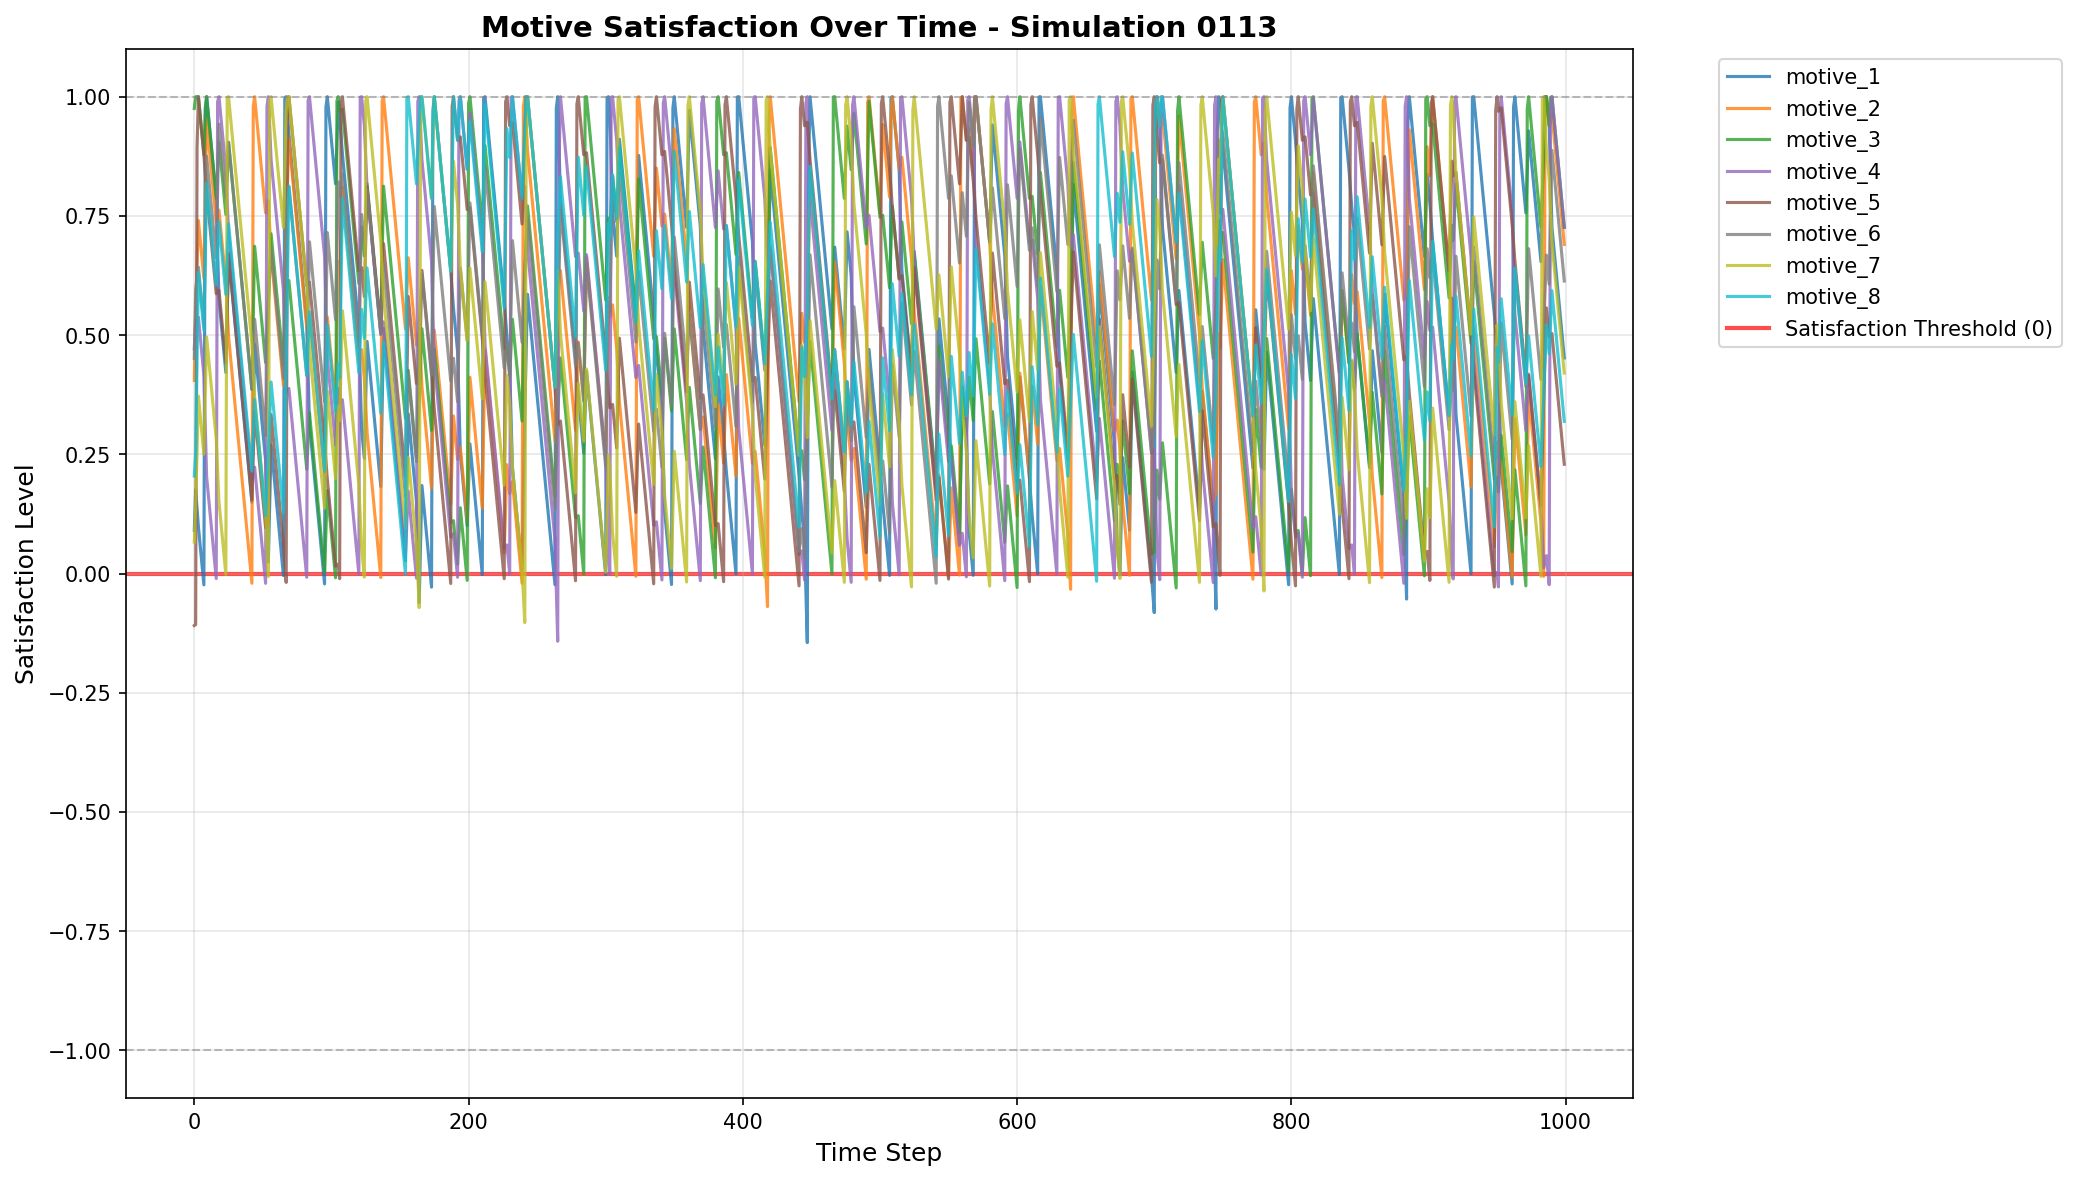 Motive Satisfaction Over Time - Simulation 0113
1.00
0.75
0.50
0.25
0.00
−0.25
−0.50
−0.75
−1.00
Satisfaction Level
0
200
400
600
800
1000
Time Step
motive_1
motive_2
motive_3
motive_4
motive_5
motive_6
motive_7
motive_8
Satisfaction Threshold (0)